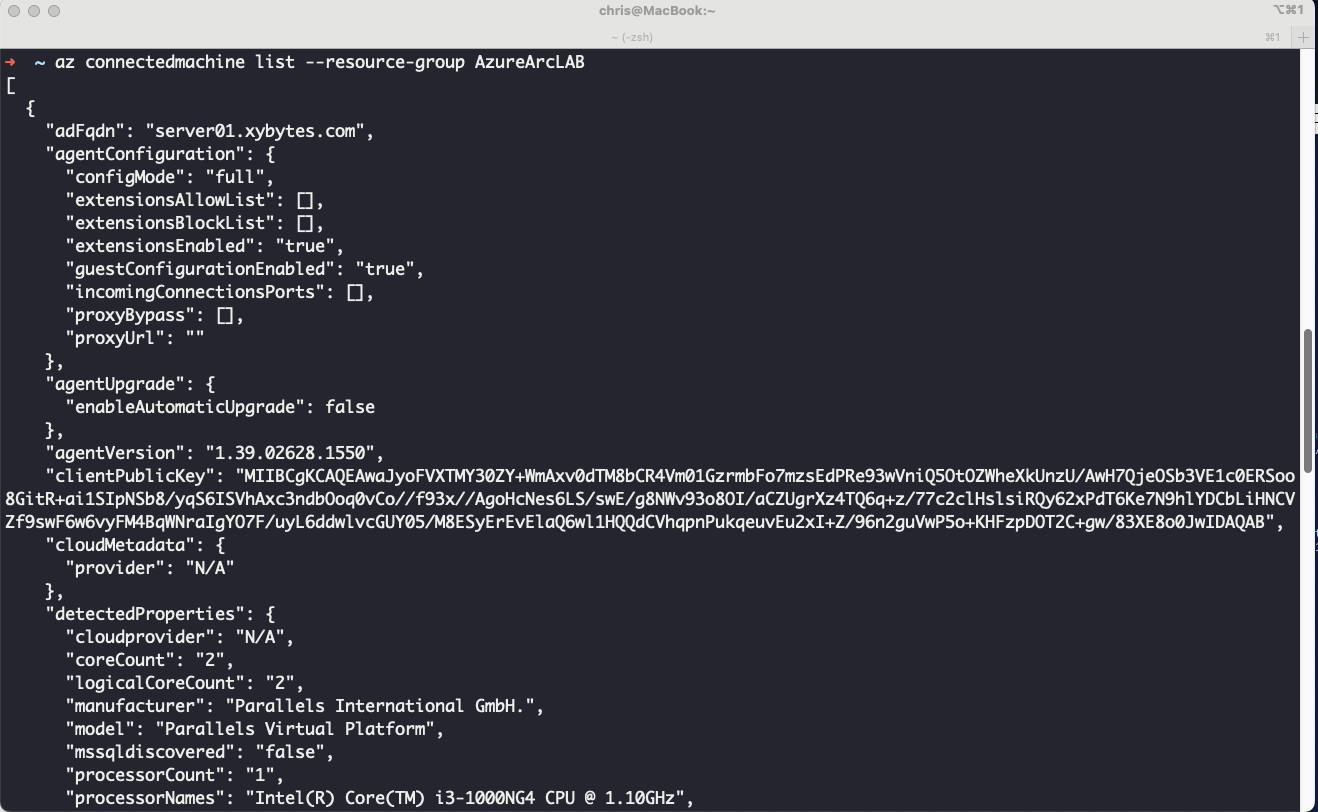 chris@MacBook:~
⌥⌘1
~ (-zsh)
⌘1
+
➜ ~ az connectedmachine list --resource-group AzureArcLAB
[
{
"adFqdn": "server01.xybytes.com",
"agentConfiguration": {
"configMode": "full",
"extensionsAllowList": [],
"extensionsBlockList": [],
"extensionsEnabled": "true",
"guestConfigurationEnabled": "true",
"incomingConnectionsPorts": [],
"proxyBypass": [],
"proxyUrl": ""
},
"agentUpgrade": {
"enableAutomaticUpgrade": false
},
"agentVersion": "1.39.02628.1550",
"clientPublicKey": "MIIBCgKCAQEAwaJyoFVXTMY30ZY+WmAxv0dTM8bCR4Vm01GzrmbFo7mzsEdPRe93wVniQ5OtOZWheXkUnzU/AwH7QjeOSb3VE1c0ERSoo
8GitR+ai1SIpNSb8/yqS6ISVhAxc3ndbOoq0vCo//f93x//AgoHcNes6LS/swE/g8NWv93o8OI/aCZUgrXz4TQ6q+z/77c2clHslsiRQy62xPdT6Ke7N9hlYDCbLiHNCV
Zf9swF6w6vyFM4BqWNraIgYO7F/uyL6ddwlvcGUY05/M8ESyErEvElaQ6wl1HQQdCVhqpnPukqeuvEu2xI+Z/96n2guVwP5o+KHFzpDOT2C+gw/83XE8o0JwIDAQAB",
"cloudMetadata": {
"provider": "N/A"
},
"detectedProperties": {
"cloudprovider": "N/A",
"coreCount": "2",
"logicalCoreCount": "2",
"manufacturer": "Parallels International GmbH.",
"model": "Parallels Virtual Platform",
"mssqldiscovered": "false",
"processorCount": "1",
"processorNames": "Intel(R) Core(TM) i3-1000NG4 CPU @ 1.10GHz",